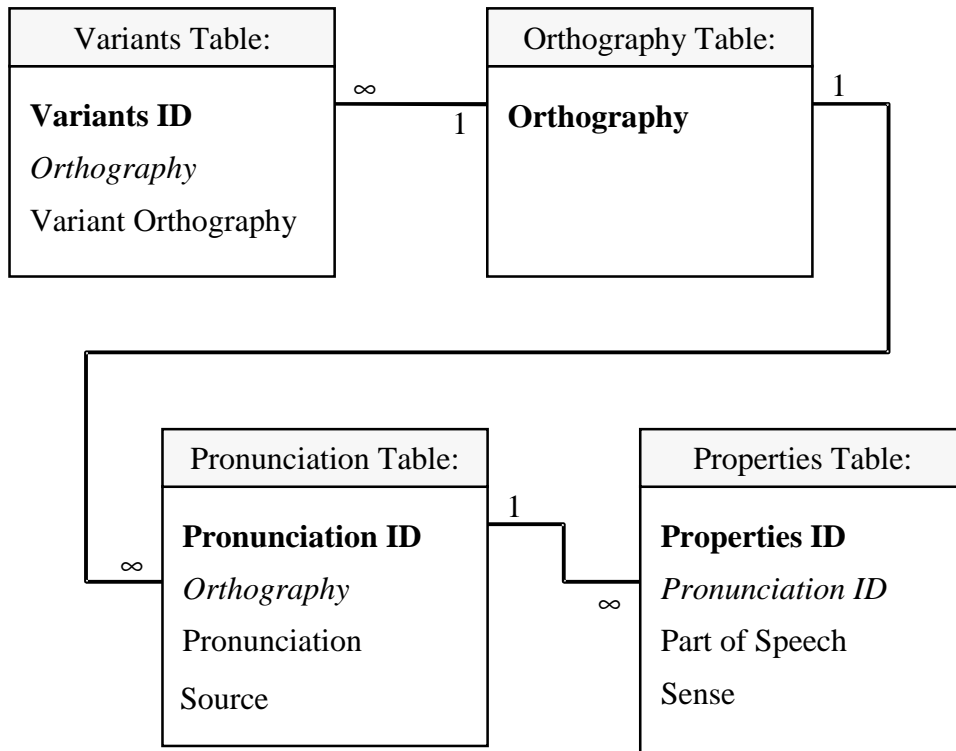 Variants Table:
Variants ID
Orthography
Variant Orthography
∞
1
Orthography Table:
Orthography
1
Pronunciation Table:
∞
Pronunciation ID
Orthography
Pronunciation
Source
1
∞
Properties Table:
Properties ID
Pronunciation ID
Part of Speech
Sense